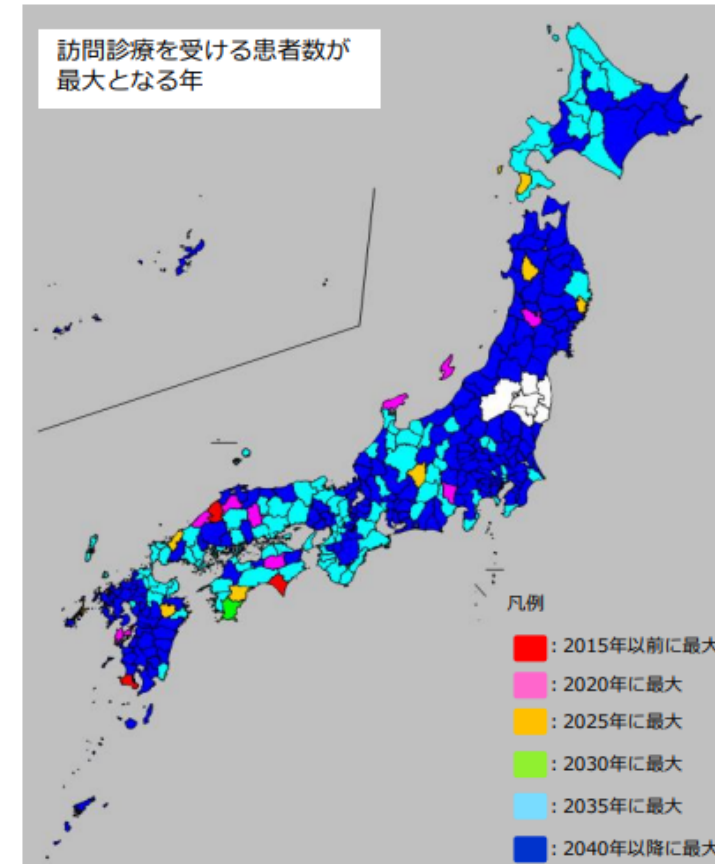 訪問診療を受ける患者数が
最大となる年
凡例
：2015年以前に最大
：2020年に最大
：2025年に最大
：2030年に最大
：2035年に最大
：2040年以降に最大